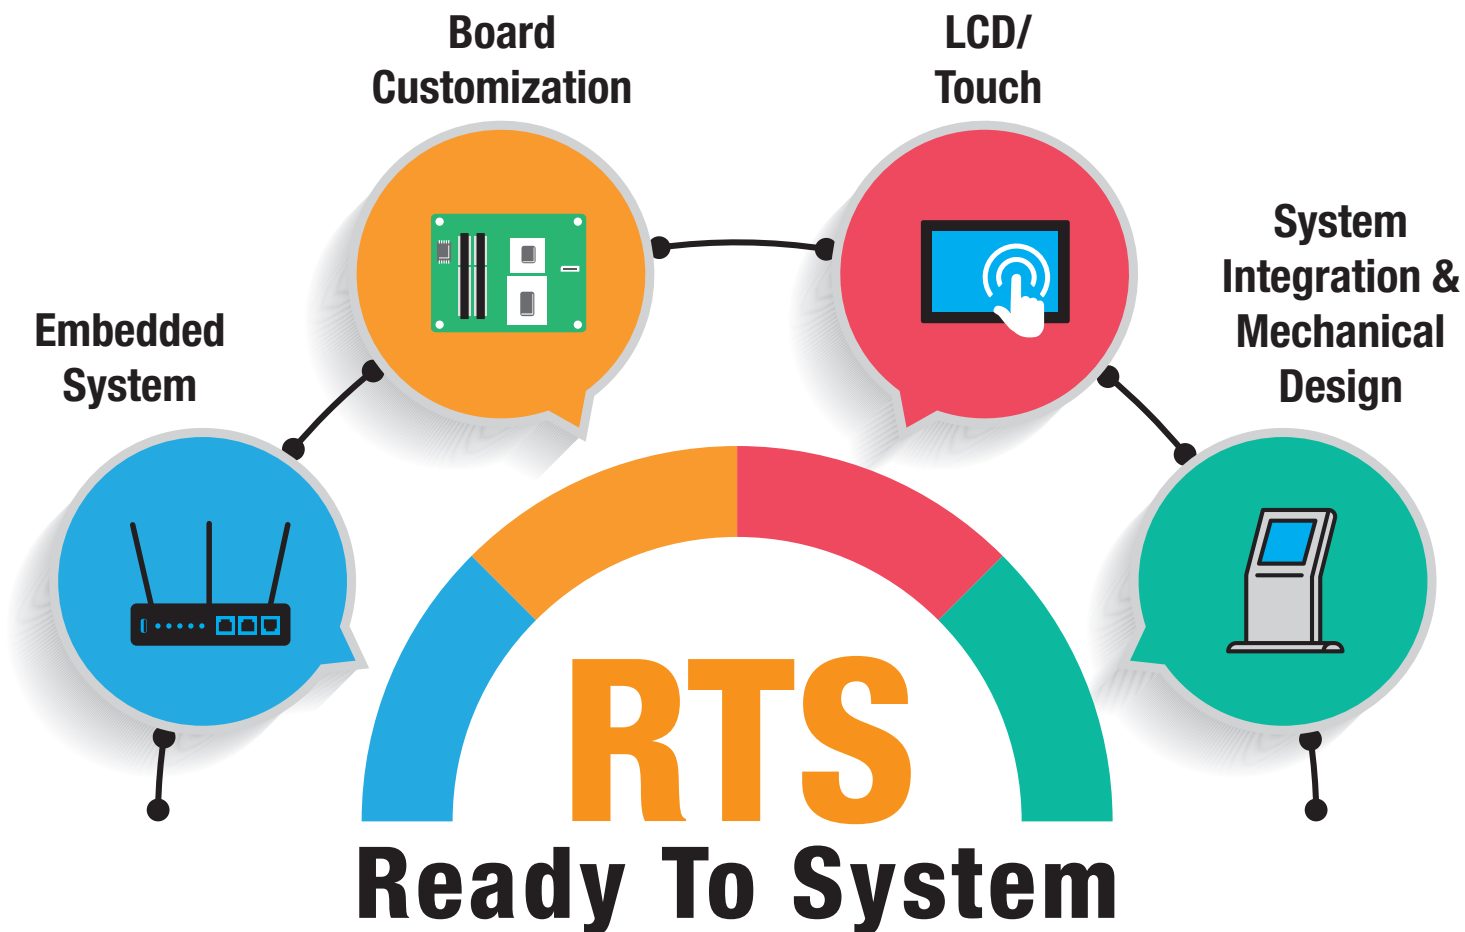 Board
Customization
LCD/
Touch
System
Integration &
Mechanical
Design
Embedded
System
RTS
Ready To System